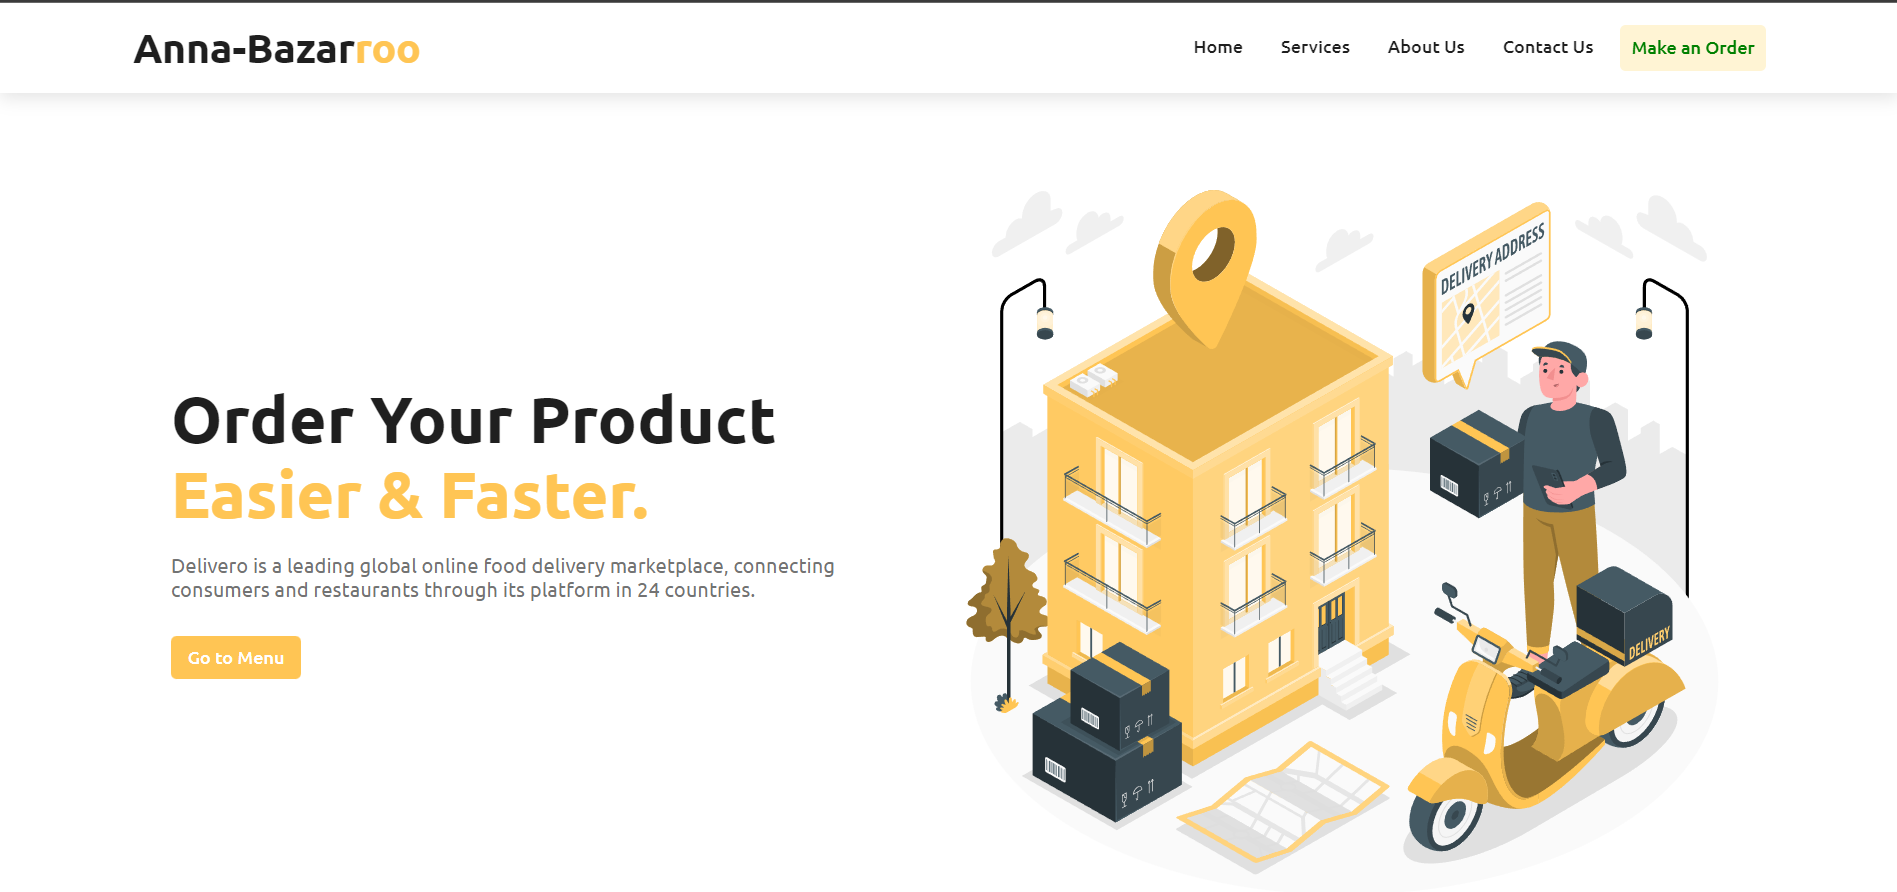 Anna-Bazarroo
Home Services About Us Contact Us Make an Order
DELIVERY ADDRESS
Order Your Product
Easier & Faster.
Delivero is a leading global online food delivery marketplace, connecting
consumers and restaurants through its platform in 24 countries.
Go to Menu
DELIVERY